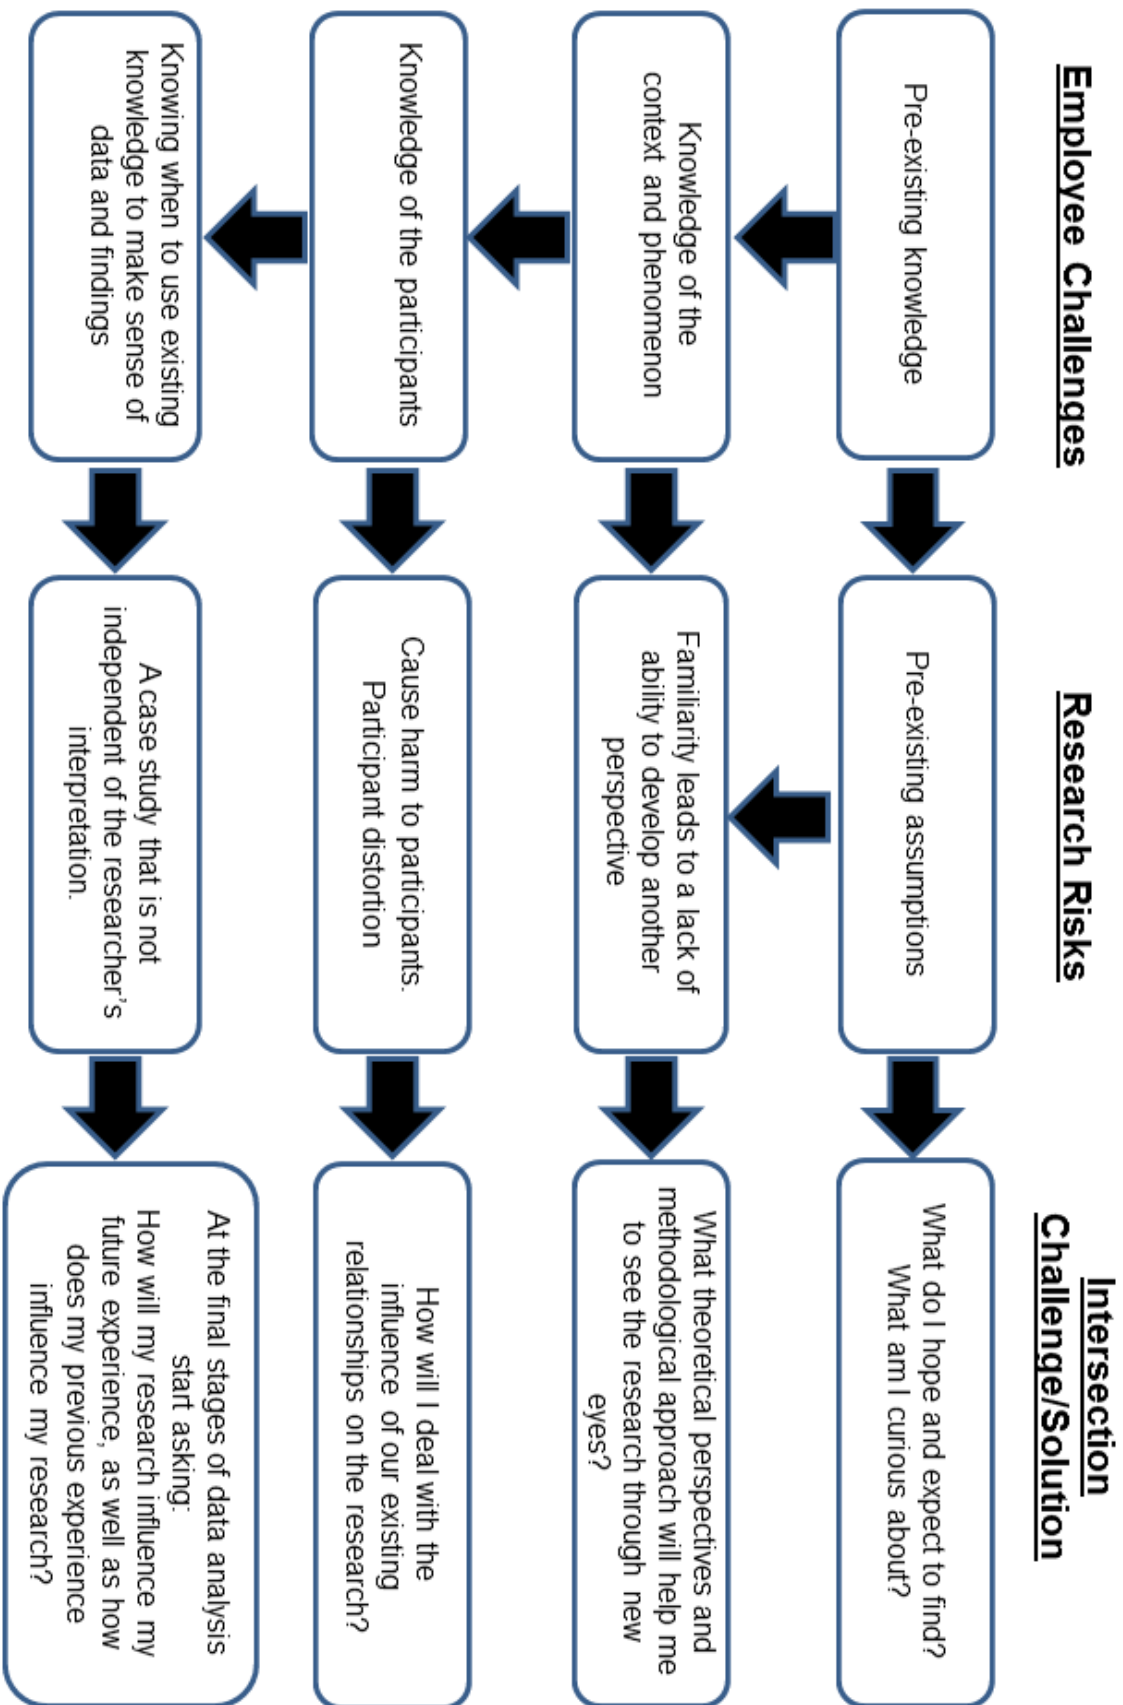 Employee Challenges
Research Risks
Intersection
Challenge/Solution
Pre-existing knowledge
Pre-existing assumptions
What do I hope and expect to find?
What am I curious about?
Knowledge of the
context and phenomenon
Familiarity leads to a lack of
ability to develop another
perspective
What theoretical perspectives and
methodological approach will help me
to see the research through new
eyes?
Knowledge of the participants
Cause harm to participants.
Participant distortion
How will I deal with the
influence of our existing
relationships on the research?
Knowing when to use existing
knowledge to make sense of
data and findings
A case study that is not
independent of the researcher’s
interpretation.
At the final stages of data analysis
start asking:
How will my research influence my
future experience, as well as how
does my previous experience
influence my research?